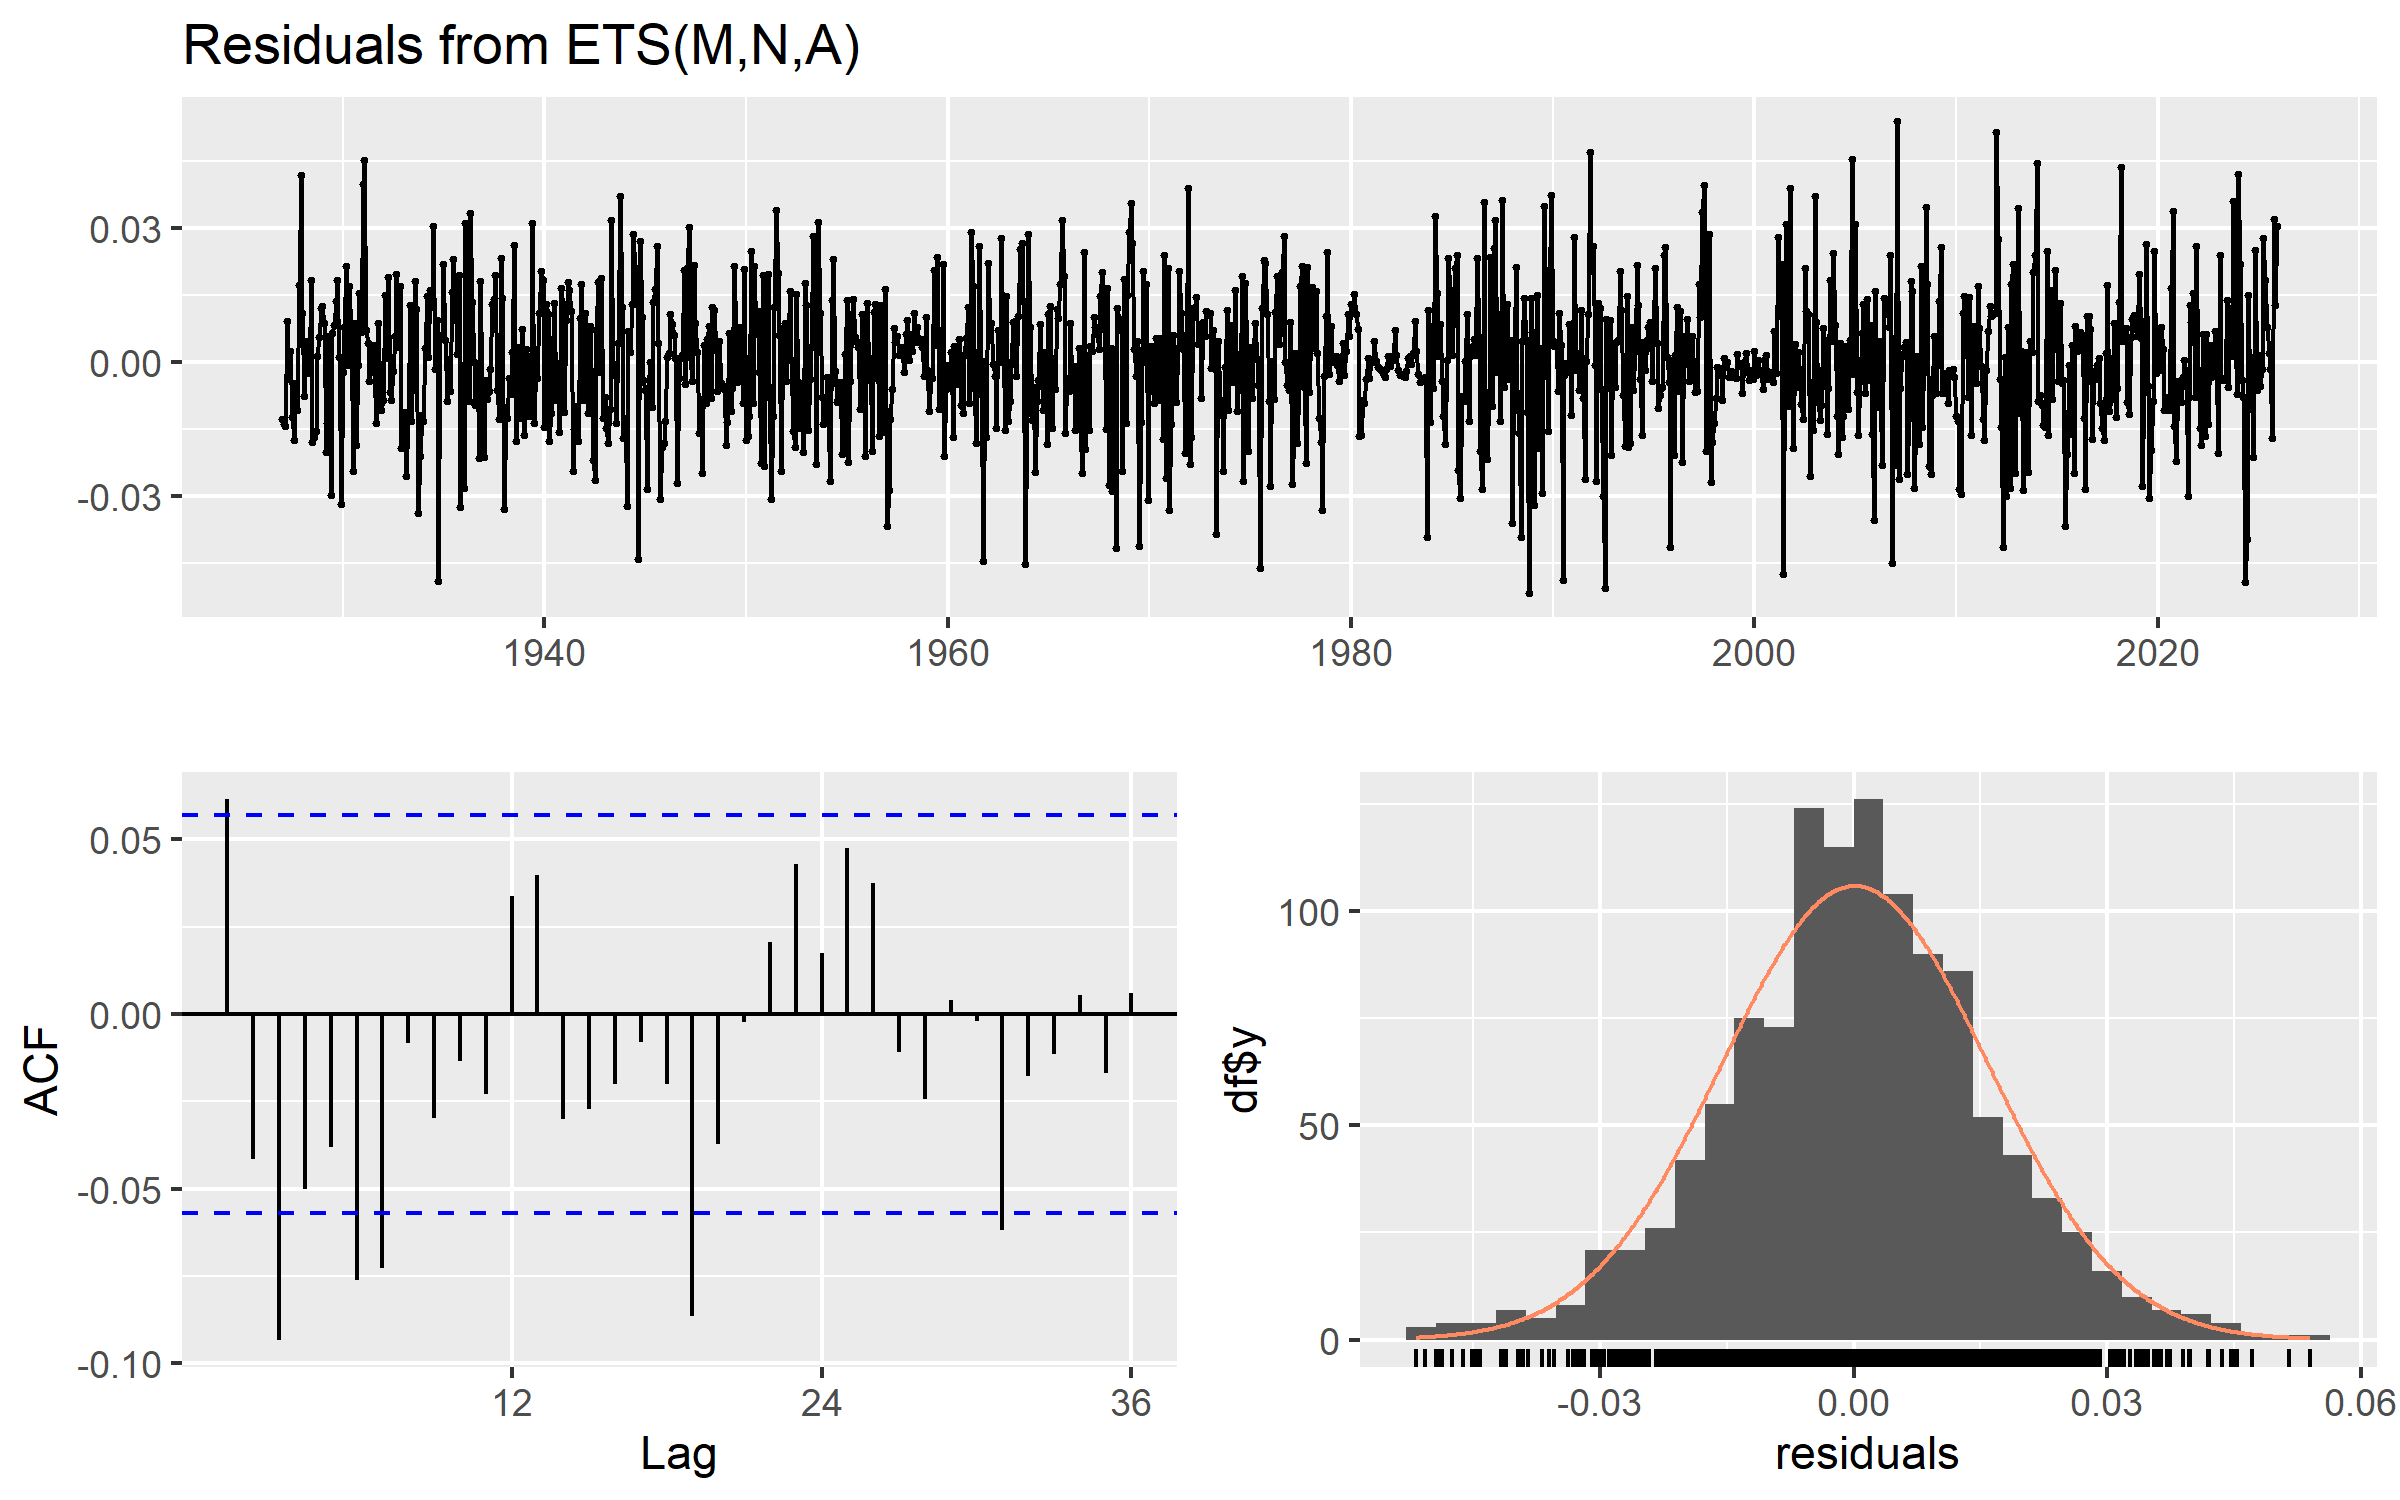 Residuals from ETS(M,N,A)
0.03
0.00
-0.03
1940 1960 1980 2000 2020
ACF
0.05
0.00
-0.05
-0.10
12 24 36
Lag
df$y
100
50
0
-0.03 0.00 0.03 0.06
residuals